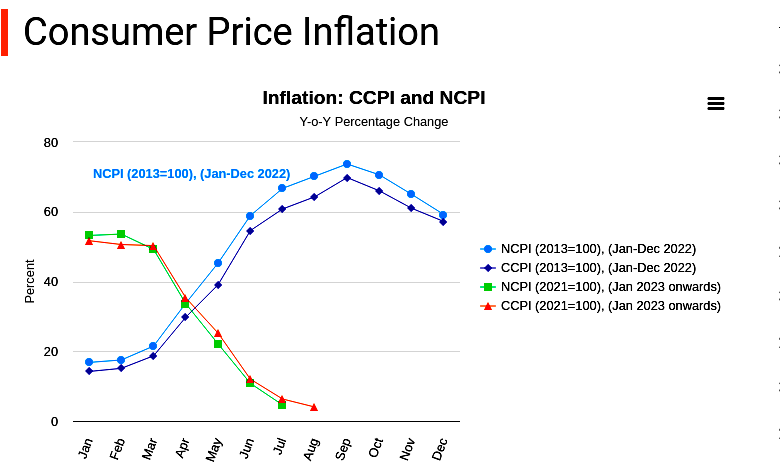 Consumer Price Inflation
Inflation: CCPI and NCPI
Y-o-Y Percentage Change
80
60
40
20
0
Percent
NCPI (2013=100), (Jan-Dec 2022)
NCPI (2013=100), (Jan-Dec 2022)
CCPI (2013=100), (Jan-Dec 2022)
NCPI (2021=100), (Jan 2023 onwards)
CCPI (2021=100), (Jan 2023 onwards)
Jan Feb Mar Apr May Jun Jul Aug Sep Oct Nov Dec